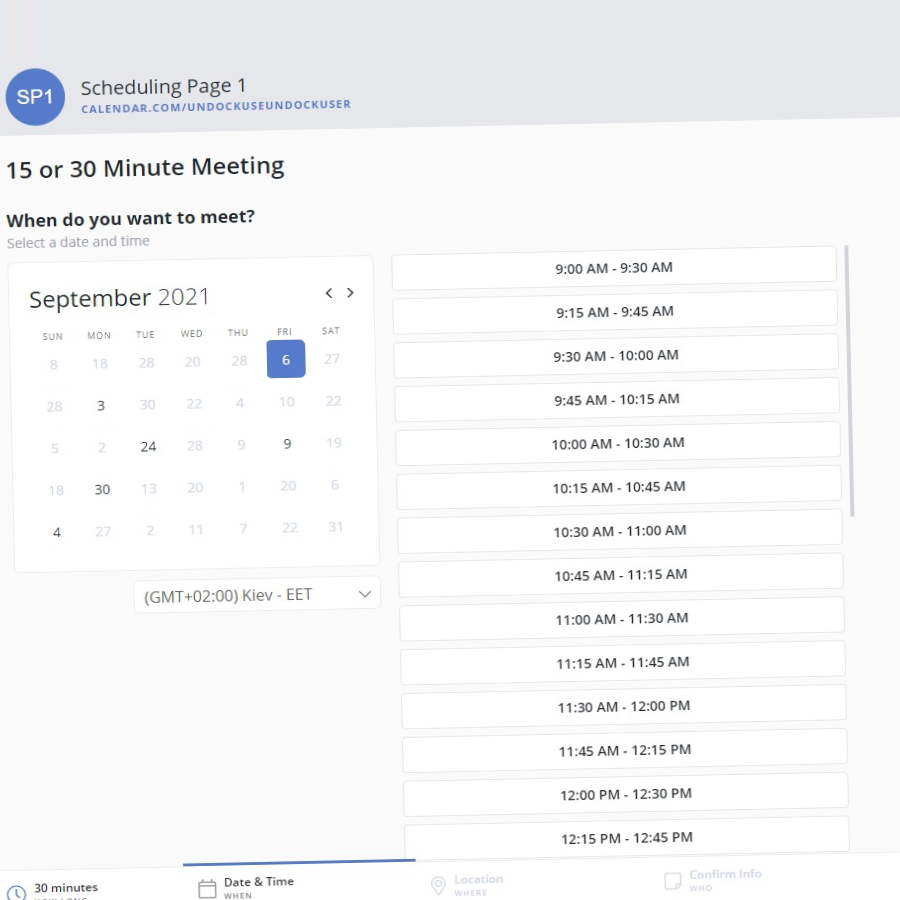 SP1
Scheduling Page 1
CALENDAR.COM/UNDOCKUSEUNDOCKUSER
15 or 30 Minute Meeting
When do you want to meet?
Select a date and time
September 2021
SUN MON TUE WED THU FRI SAT
8 18 28 20 28 6 27
28 3 30 22 4 10 22
5 2 24 28 9 9 19
18 30 13 20 1 20 6
4 27 2 11 7 22 31
(GMT+02:00) Kiev - EET
9:00 AM - 9:30 AM
9:15 AM - 9:45 AM
9:30 AM - 10:00 AM
9:45 AM - 10:15 AM
10:00 AM - 10:30 AM
10:15 AM - 10:45 AM
10:30 AM - 11:00 AM
10:45 AM - 11:15 AM
11:00 AM - 11:30 AM
11:15 AM - 11:45 AM
11:30 AM - 12:00 PM
11:45 AM - 12:15 PM
12:00 PM - 12:30 PM
12:15 PM - 12:45 PM
30 minutes
Date & Time
WHEN
Location
WHERE
Confirm Info
WHO